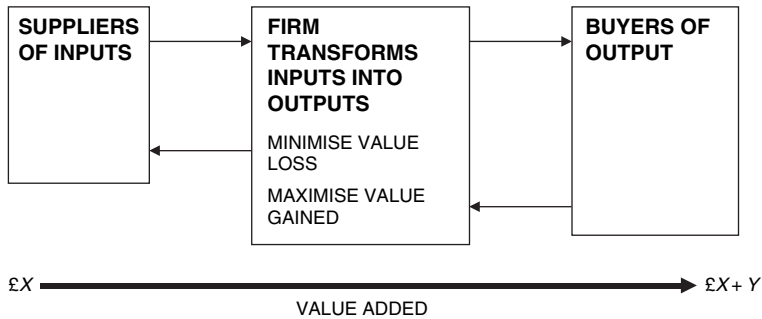 SUPPLIERS
OF INPUTS
FIRM
TRANSFORMS
INPUTS INTO
OUTPUTS
MINIMISE VALUE
LOSS
MAXIMISE VALUE
GAINED
BUYERS OF
OUTPUT
£X
£X + Y
VALUE ADDED